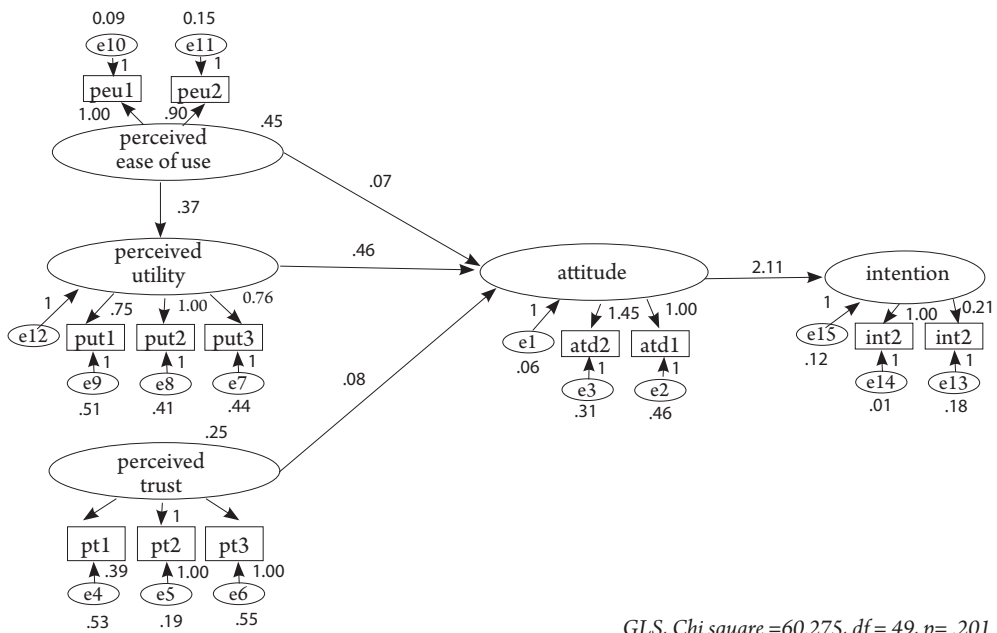 0.09 0.15
e10 e11
1 1
peu1 peu2
1.00 .90 .45
perceived
ease of use
.07
.37
perceived
utility
.46
attitude
2.11
intention
1 .75 1.00 0.76
e12
put1 put2 put3
1 1 1
e9 e8 e7
.51 .41 .44
1 1.45 1.00
e1
.06
atd2 atd1
1 1
e3 e2
.31 .46
1 1.00 0.21
e15
.12
int2 int2
1 1
e14 e13
.01 .18
.08
.25
perceived
trust
1
pt1 pt2 pt3
.39 1.00 1.00
e4 e5 e6
.53 .19 .55
GLS, Chi square =60.275, df = 49, p= .201